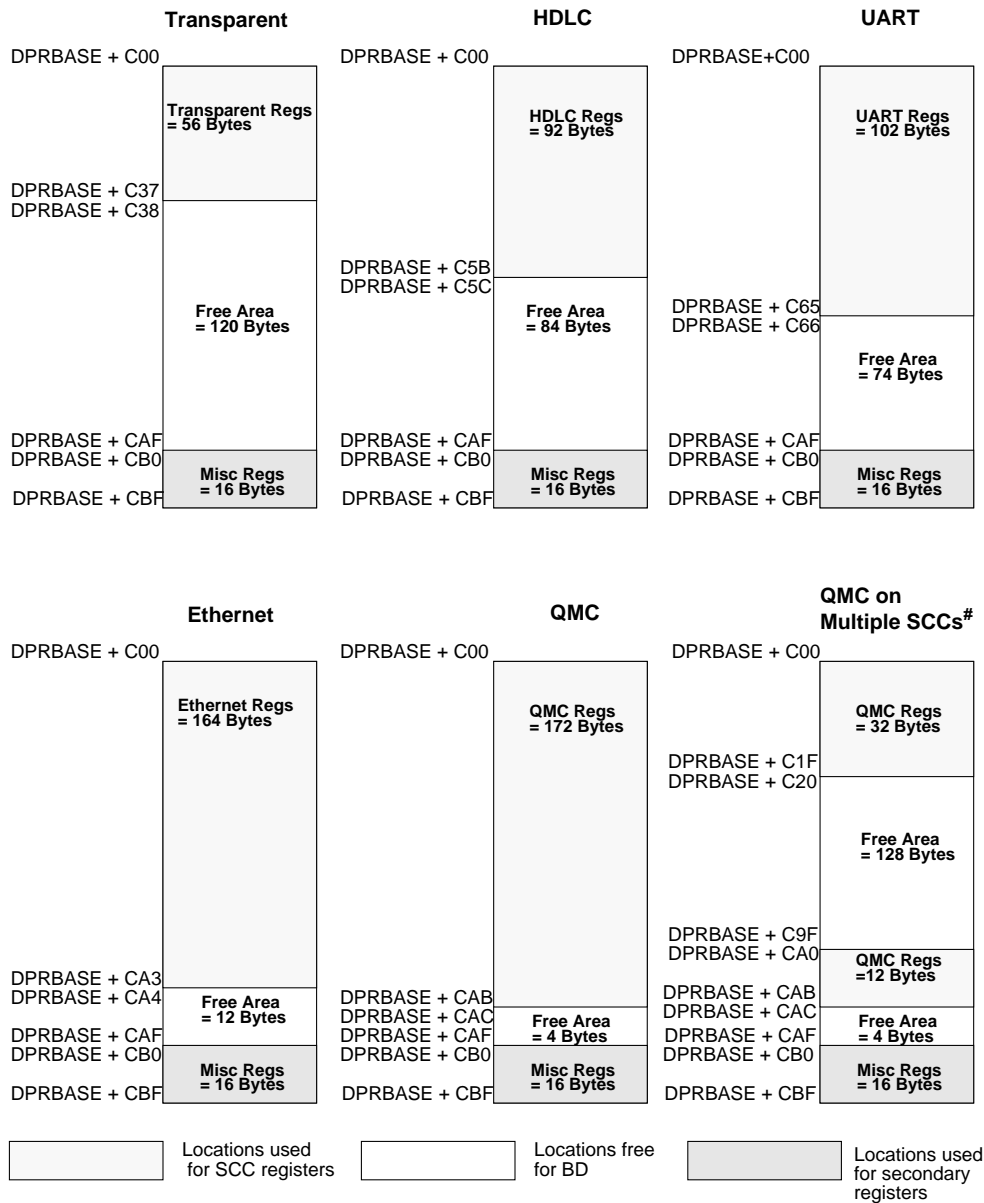 Transparent
DPRBASE + C00
Transparent Regs
= 56 Bytes
DPRBASE + C37
DPRBASE + C38
Free Area
= 120 Bytes
DPRBASE + CAF
DPRBASE + CB0
Misc Regs
= 16 Bytes
DPRBASE + CBF
HDLC
DPRBASE + C00
HDLC Regs
= 92 Bytes
DPRBASE + C5B
DPRBASE + C5C
Free Area
= 84 Bytes
DPRBASE + CAF
DPRBASE + CB0
Misc Regs
= 16 Bytes
DPRBASE + CBF
UART
DPRBASE+C00
UART Regs
= 102 Bytes
DPRBASE + C65
DPRBASE + C66
Free Area
= 74 Bytes
DPRBASE + CAF
DPRBASE + CB0
Misc Regs
= 16 Bytes
DPRBASE + CBF
Ethernet
DPRBASE + C00
Ethernet Regs
= 164 Bytes
DPRBASE + CA3
DPRBASE + CA4
Free Area
= 12 Bytes
DPRBASE + CAF
DPRBASE + CB0
Misc Regs
= 16 Bytes
DPRBASE + CBF
QMC
DPRBASE + C00
QMC Regs
= 172 Bytes
DPRBASE + CAB
DPRBASE + CAC
Free Area
= 4 Bytes
DPRBASE + CAF
DPRBASE + CB0
Misc Regs
= 16 Bytes
DPRBASE + CBF
QMC on
Multiple SCCs#
DPRBASE + C00
QMC Regs
= 32 Bytes
DPRBASE + C1F
DPRBASE + C20
Free Area
= 128 Bytes
DPRBASE + C9F
DPRBASE + CA0
QMC Regs
=12 Bytes
DPRBASE + CAB
DPRBASE + CAC
Free Area
= 4 Bytes
DPRBASE + CAF
DPRBASE + CB0
Misc Regs
= 16 Bytes
DPRBASE + CBF
Locations used
for SCC registers
Locations free
for BD
Locations used
for secondary
registers